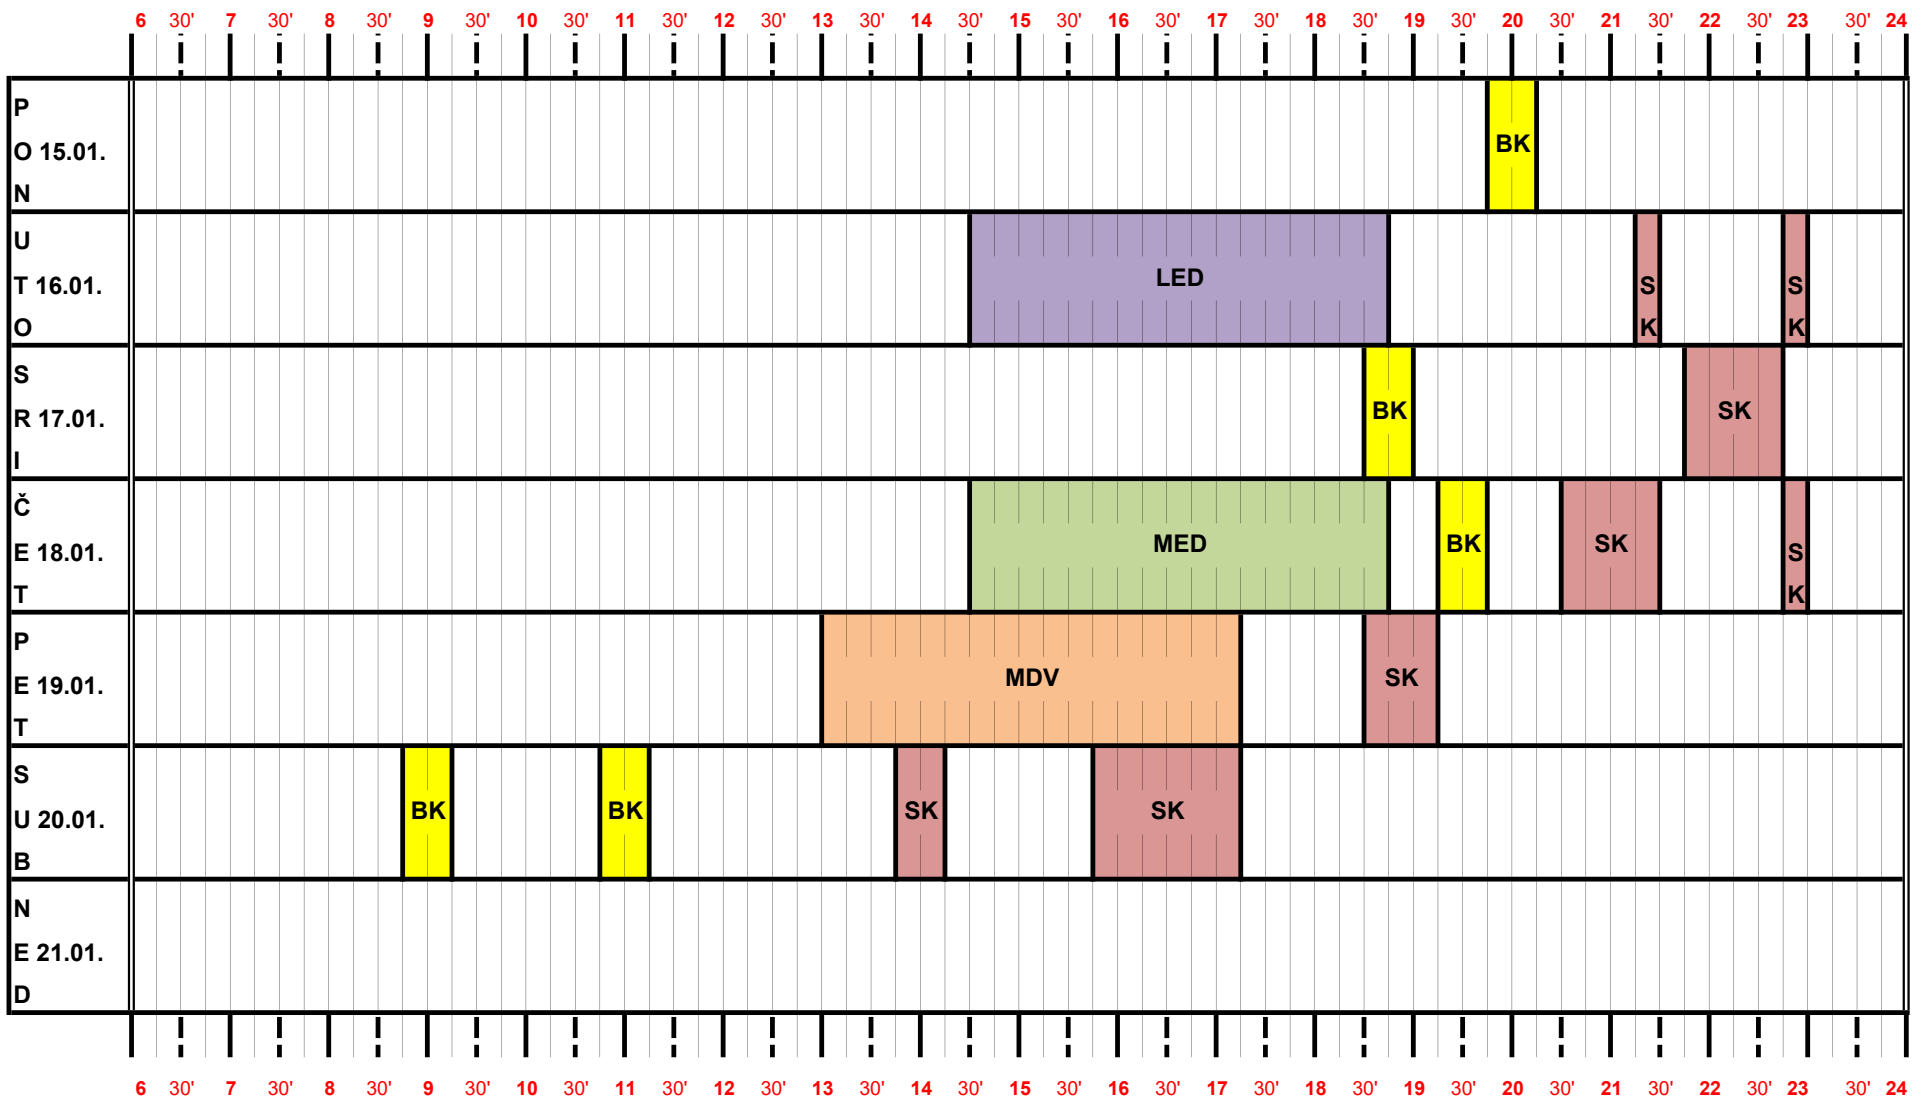 6 30' 7 30' 8 30' 9 30' 10 30' 11 30' 12 30' 13 30' 14 30' 15 30' 16 30' 17 30' 18 30' 19 30' 20 30' 21 30' 22 30' 23 30' 24
P
O 15.01.
N
BK
U
T 16.01.
O
LED
S
K
S
K
S
R 17.01.
I
BK
SK
Č
E 18.01.
T
MED
BK
SK
S
K
P
E 19.01.
T
MDV
SK
S
U 20.01.
B
BK
BK
SK
SK
N
E 21.01.
D
6 30' 7 30' 8 30' 9 30' 10 30' 11 30' 12 30' 13 30' 14 30' 15 30' 16 30' 17 30' 18 30' 19 30' 20 30' 21 30' 22 30' 23 30' 24